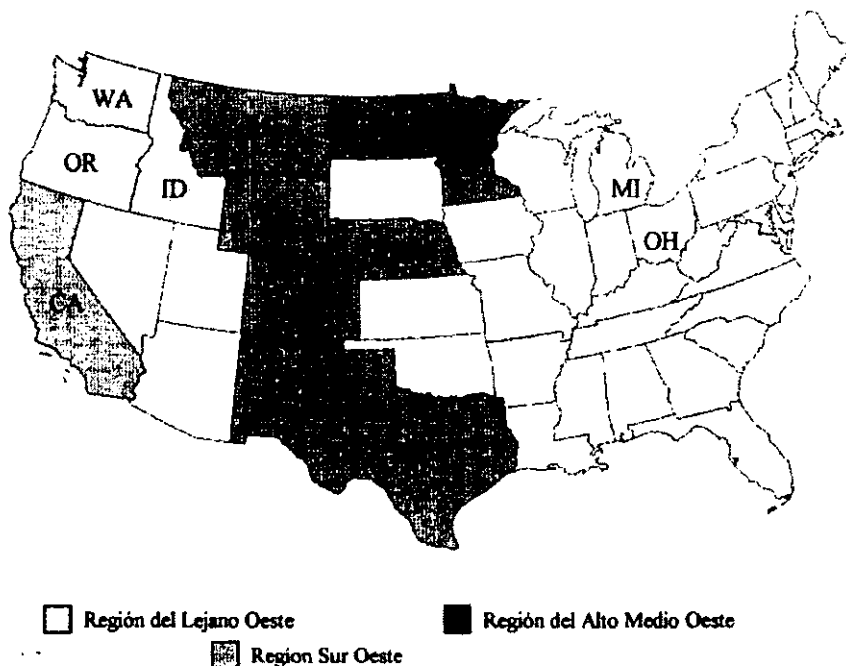 WA
OR
ID
MI
OH
CA
Región del Lejano Oeste
Región del Alto Medio Oeste
Region Sur Oeste